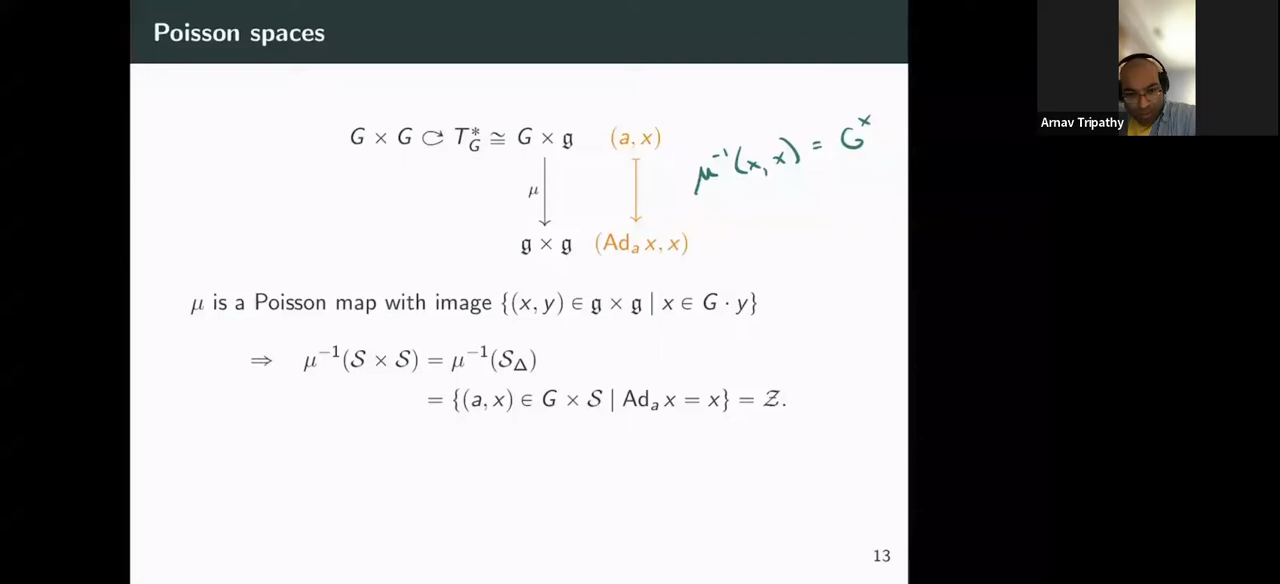 Poisson spaces
G × G ⟳ T*_G ≅ G × 𝔤 (a, x) μ⁻¹(x, x) = G^x
μ
𝔤 × 𝔤 (Ad_a x, x)
μ is a Poisson map with image {(x, y) ∈ 𝔤 × 𝔤 | x ∈ G · y}
⇒ μ⁻¹(𝒮 × 𝒮) = μ⁻¹(𝒮_Δ)
= {(a, x) ∈ G × 𝒮 | Ad_a x = x} = 𝒵.
13
Arnav Tripathy